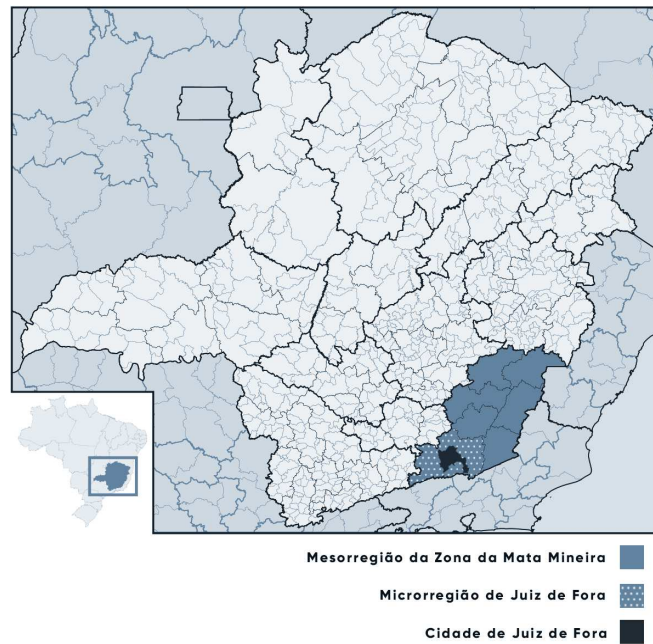 Mesorregião da Zona da Mata Mineira
Microrregião de Juiz de Fora
Cidade de Juiz de Fora